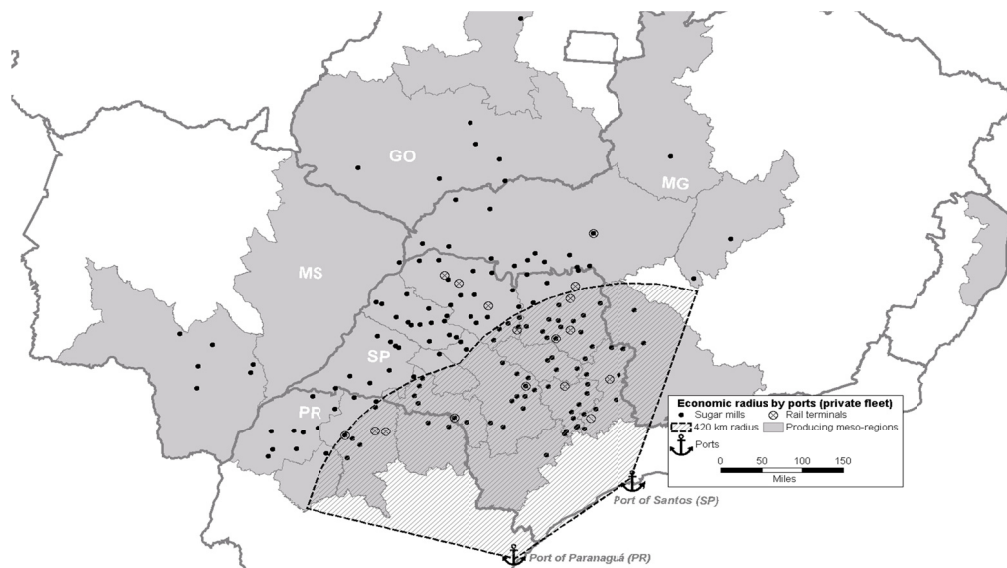 GO
MG
MS
SP
PR
Economic radius by ports (private fleet)
Sugar mills
Rail terminals
420 km radius
Producing meso-regions
Ports
0 50 100 150
Miles
Port of Santos (SP)
Port of Paranaguá (PR)